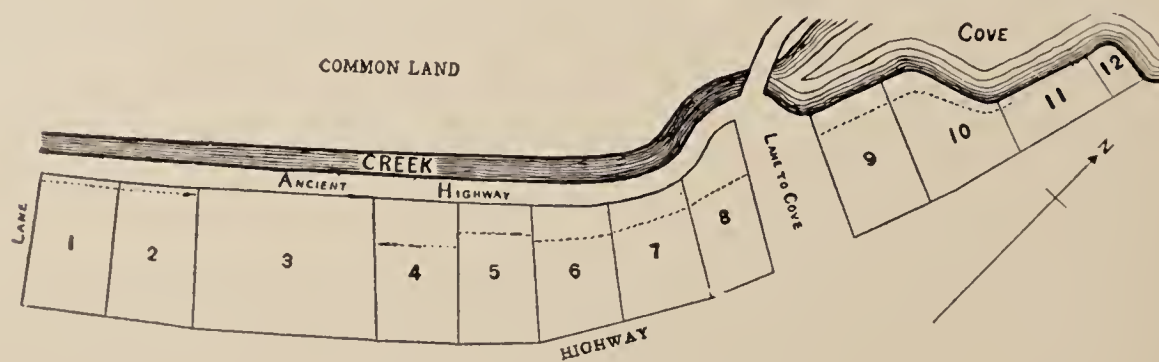 COVE
COMMON LAND
CREEK
ANCIENT HIGHWAY
LANE
1
2
3
4
5
6
7
8
LANE TO COVE
9
10
11
12
N
HIGHWAY